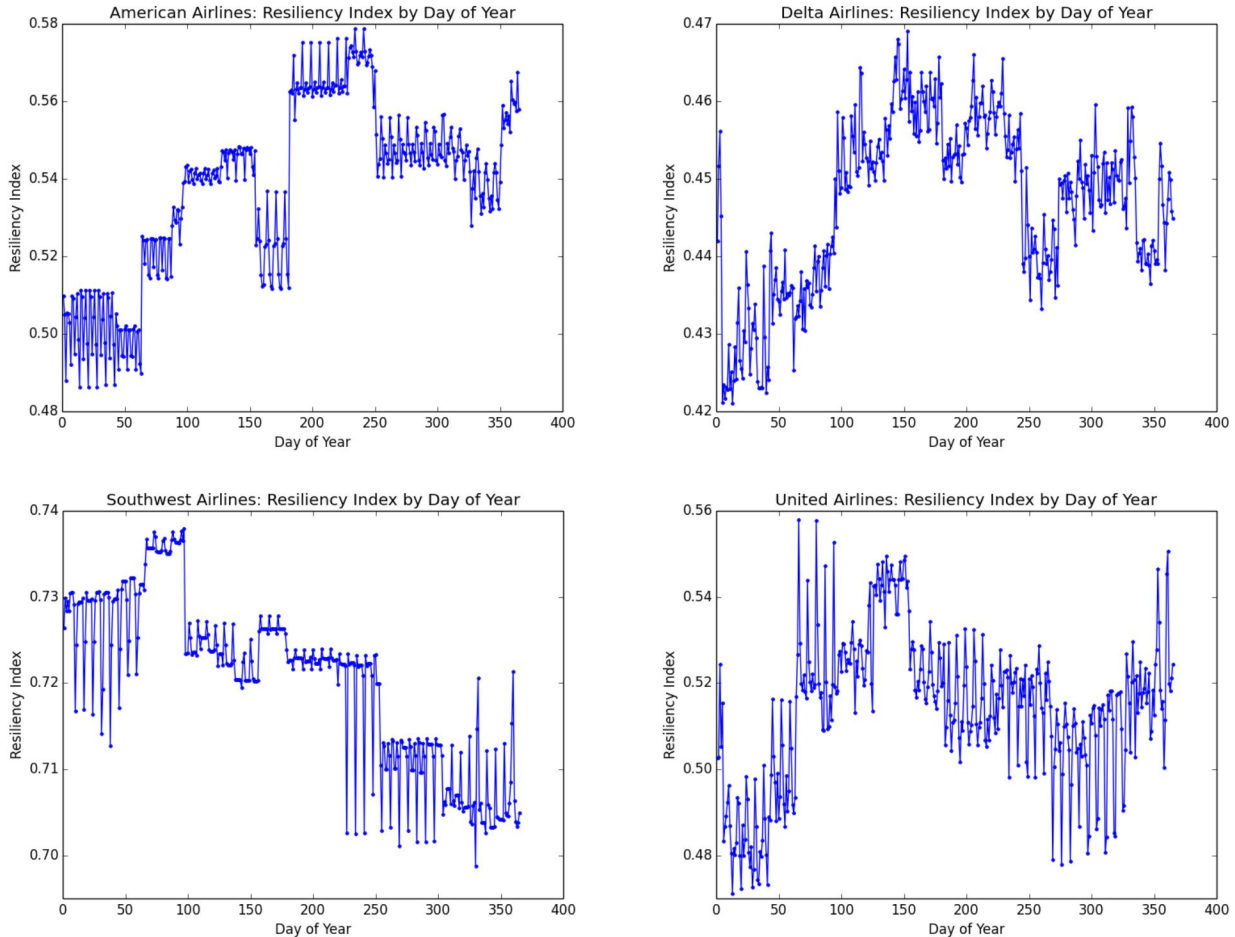 American Airlines: Resiliency Index by Day of Year
0.58
0.56
0.54
0.52
0.50
0.48
Resiliency Index
0 50 100 150 200 250 300 350 400
Day of Year
Delta Airlines: Resiliency Index by Day of Year
0.47
0.46
0.45
0.44
0.43
0.42
Resiliency Index
0 50 100 150 200 250 300 350 400
Day of Year
Southwest Airlines: Resiliency Index by Day of Year
0.74
0.73
0.72
0.71
0.70
Resiliency Index
0 50 100 150 200 250 300 350 400
Day of Year
United Airlines: Resiliency Index by Day of Year
0.56
0.54
0.52
0.50
0.48
Resiliency Index
0 50 100 150 200 250 300 350 400
Day of Year